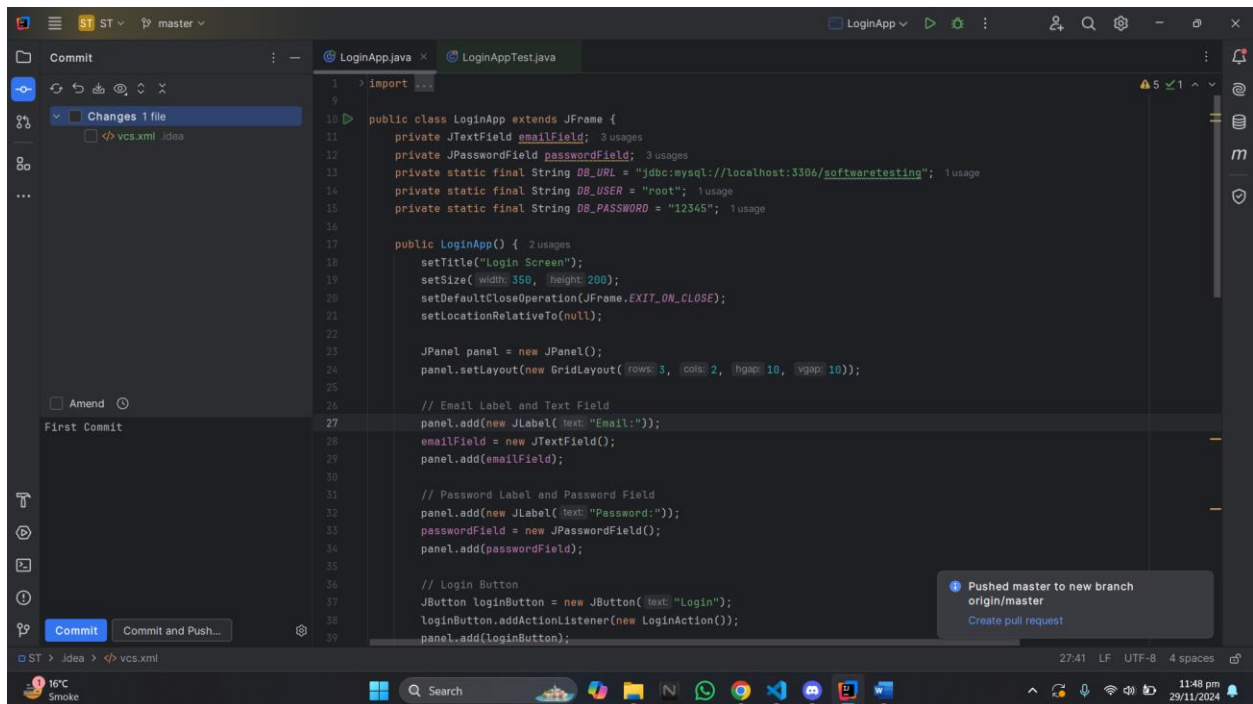 ST ST master LoginApp
Commit
LoginApp.java LoginAppTest.java
Changes 1 file
vcs.xml .idea
Amend
First Commit
Commit Commit and Push...
5 1
1 import ...
9
10 public class LoginApp extends JFrame {
11 private JTextField emailField; 3 usages
12 private JPasswordField passwordField; 3 usages
13 private static final String DB_URL = "jdbc:mysql://localhost:3306/softwaretesting"; 1 usage
14 private static final String DB_USER = "root"; 1 usage
15 private static final String DB_PASSWORD = "12345"; 1 usage
16
17 public LoginApp() { 2 usages
18 setTitle("Login Screen");
19 setSize( width: 350, height: 200);
20 setDefaultCloseOperation(JFrame.EXIT_ON_CLOSE);
21 setLocationRelativeTo(null);
22
23 JPanel panel = new JPanel();
24 panel.setLayout(new GridLayout( rows: 3, cols: 2, hgap: 10, vgap: 10));
25
26 // Email Label and Text Field
27 panel.add(new JLabel( text: "Email:"));
28 emailField = new JTextField();
29 panel.add(emailField);
30
31 // Password Label and Password Field
32 panel.add(new JLabel( text: "Password:"));
33 passwordField = new JPasswordField();
34 panel.add(passwordField);
35
36 // Login Button
37 JButton loginButton = new JButton( text: "Login");
38 loginButton.addActionListener(new LoginAction());
39 panel.add(loginButton);
m
Pushed master to new branch
origin/master
Create pull request
ST > .idea > vcs.xml 27:41 LF UTF-8 4 spaces
1 16°C
Smoke
Search
11:48 pm
29/11/2024